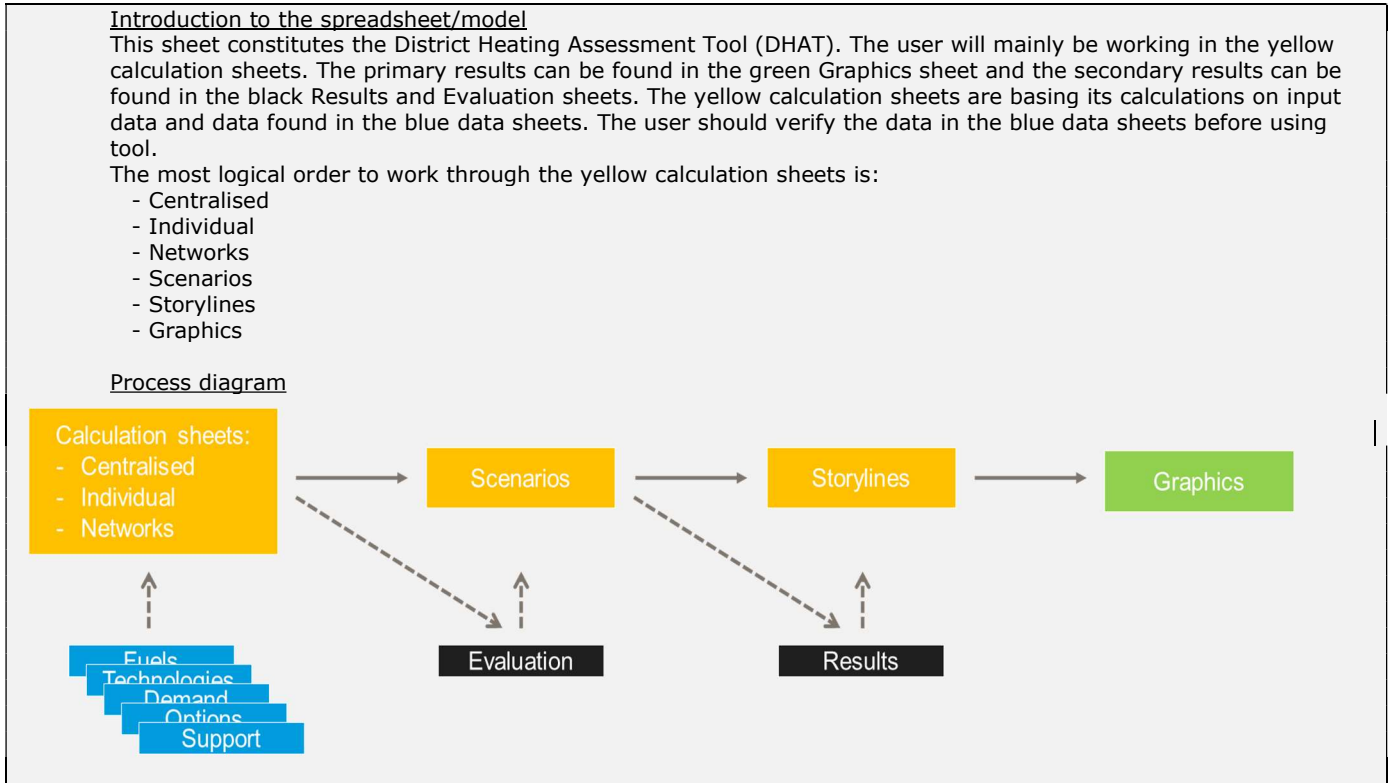 Introduction to the spreadsheet/model
This sheet constitutes the District Heating Assessment Tool (DHAT). The user will mainly be working in the yellow
calculation sheets. The primary results can be found in the green Graphics sheet and the secondary results can be
found in the black Results and Evaluation sheets. The yellow calculation sheets are basing its calculations on input
data and data found in the blue data sheets. The user should verify the data in the blue data sheets before using
tool.
The most logical order to work through the yellow calculation sheets is:
- Centralised
- Individual
- Networks
- Scenarios
- Storylines
- Graphics
Process diagram
Calculation sheets:
- Centralised
- Individual
- Networks
Scenarios
Storylines
Graphics
Fuels
Technologies
Demand
Options
Support
Evaluation
Results